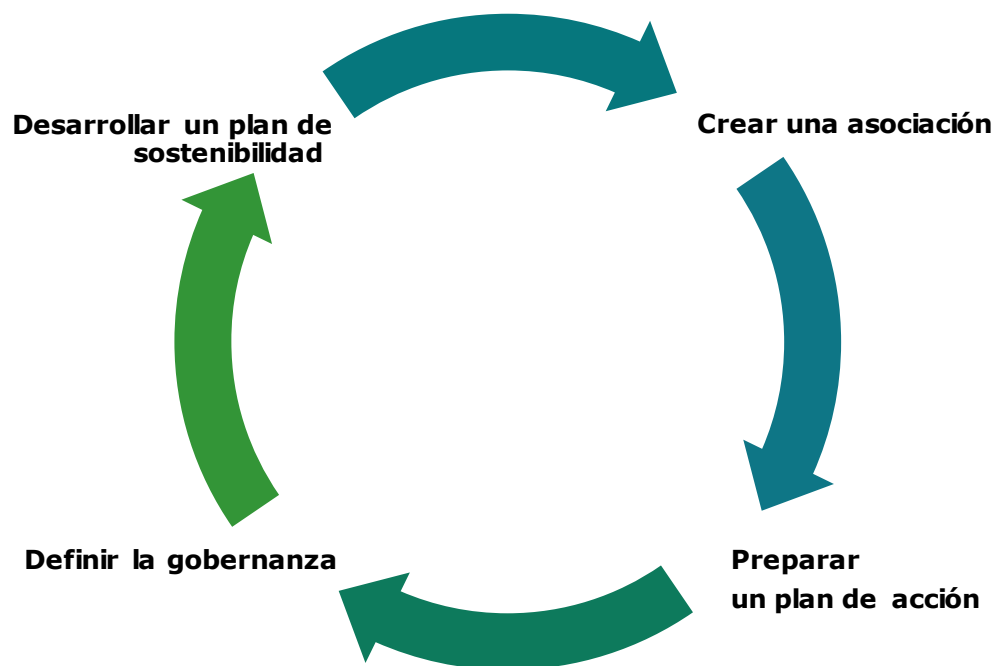 Desarrollar un plan de
sostenibilidad
Crear una asociación
Definir la gobernanza
Preparar
un plan de acción